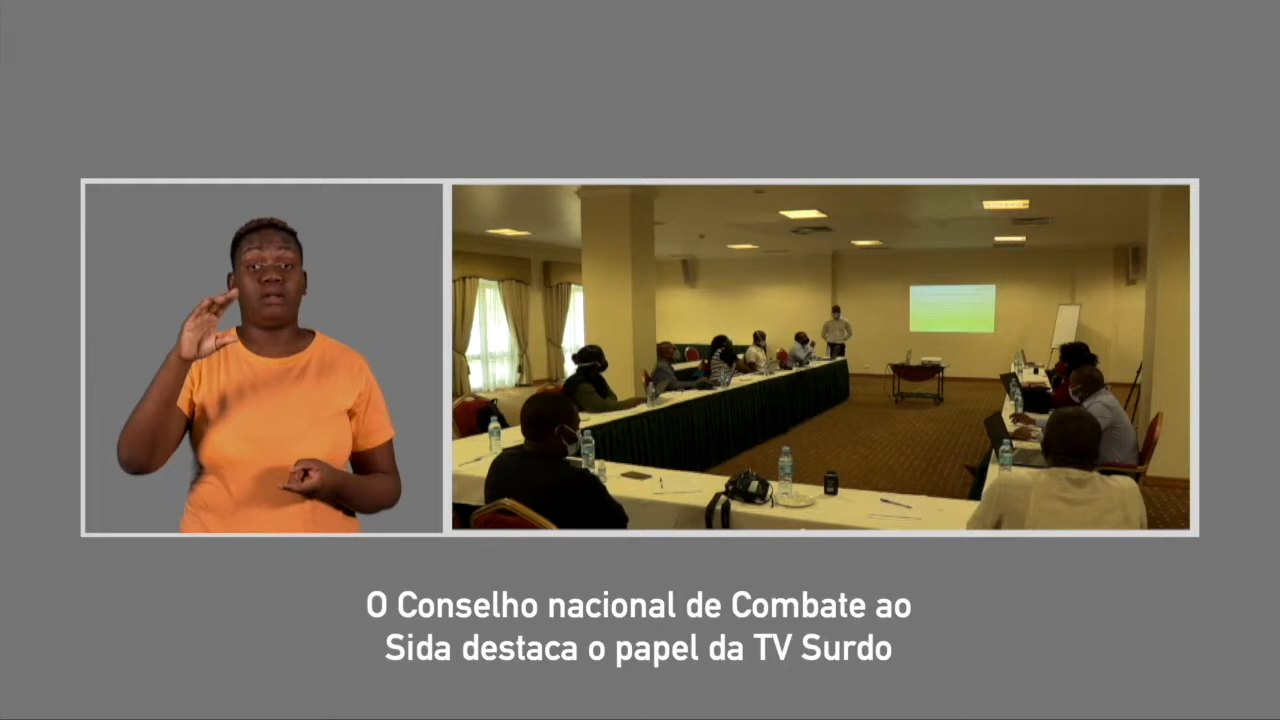 O Conselho nacional de Combate ao
Sida destaca o papel da TV Surdo